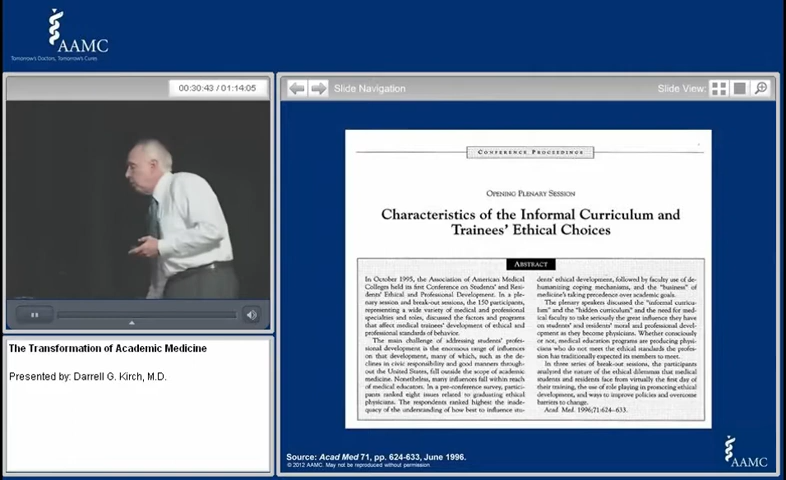 AAMC
Tomorrow's Doctors, Tomorrow's Cures
00:30:43 / 01:14:05
Slide Navigation
Slide View:
CONFERENCE PROCEEDINGS
OPENING PLENARY SESSION
Characteristics of the Informal Curriculum and
Trainees' Ethical Choices
ABSTRACT
In October 1995, the Association of American Medical
Colleges held its first Conference on Students' and Resi-
dents' Ethical and Professional Development. In a ple-
nary session and break-out sessions, the 150 participants,
representing a wide variety of medical and professional
specialties and roles, discussed the factors and programs
that affect medical trainees' development of ethical and
professional standards of behavior.
The main challenge of addressing students' profes-
sional development is the enormous range of influences
on that development, many of which, such as the de-
clines in civic responsibility and good manners through-
out the United States, fall outside the scope of academic
medicine. Nonetheless, many influences fall within reach
of medical educators. In a pre-conference survey, partici-
pants ranked eight issues related to graduating ethical
physicians. The respondents ranked highest the inade-
quacy of the understanding of how best to influence stu-
dents' ethical development, followed by faculty use of de-
humanizing coping mechanisms, and the "business" of
medicine's taking precedence over academic goals.
The plenary speakers discussed the "informal curricu-
lum" and the "hidden curriculum" and the need for med-
ical faculty to take seriously the great influence they have
on students' and residents' moral and professional devel-
opment as they become physicians. Whether consciously
or not, medical education programs are producing physi-
cians who do not meet the ethical standards the profes-
sion has traditionally expected its members to meet.
In three series of break-out sessions, the participants
analyzed the nature of the ethical dilemmas that medical
students and residents face from virtually the first day of
their training, the use of role playing in promoting ethical
development, and ways to improve policies and overcome
barriers to change.
Acad. Med. 1996;71:624–633.
The Transformation of Academic Medicine
Presented by: Darrell G. Kirch, M.D.
Source: Acad Med 71, pp. 624-633, June 1996.
© 2012 AAMC. May not be reproduced without permission
AAMC